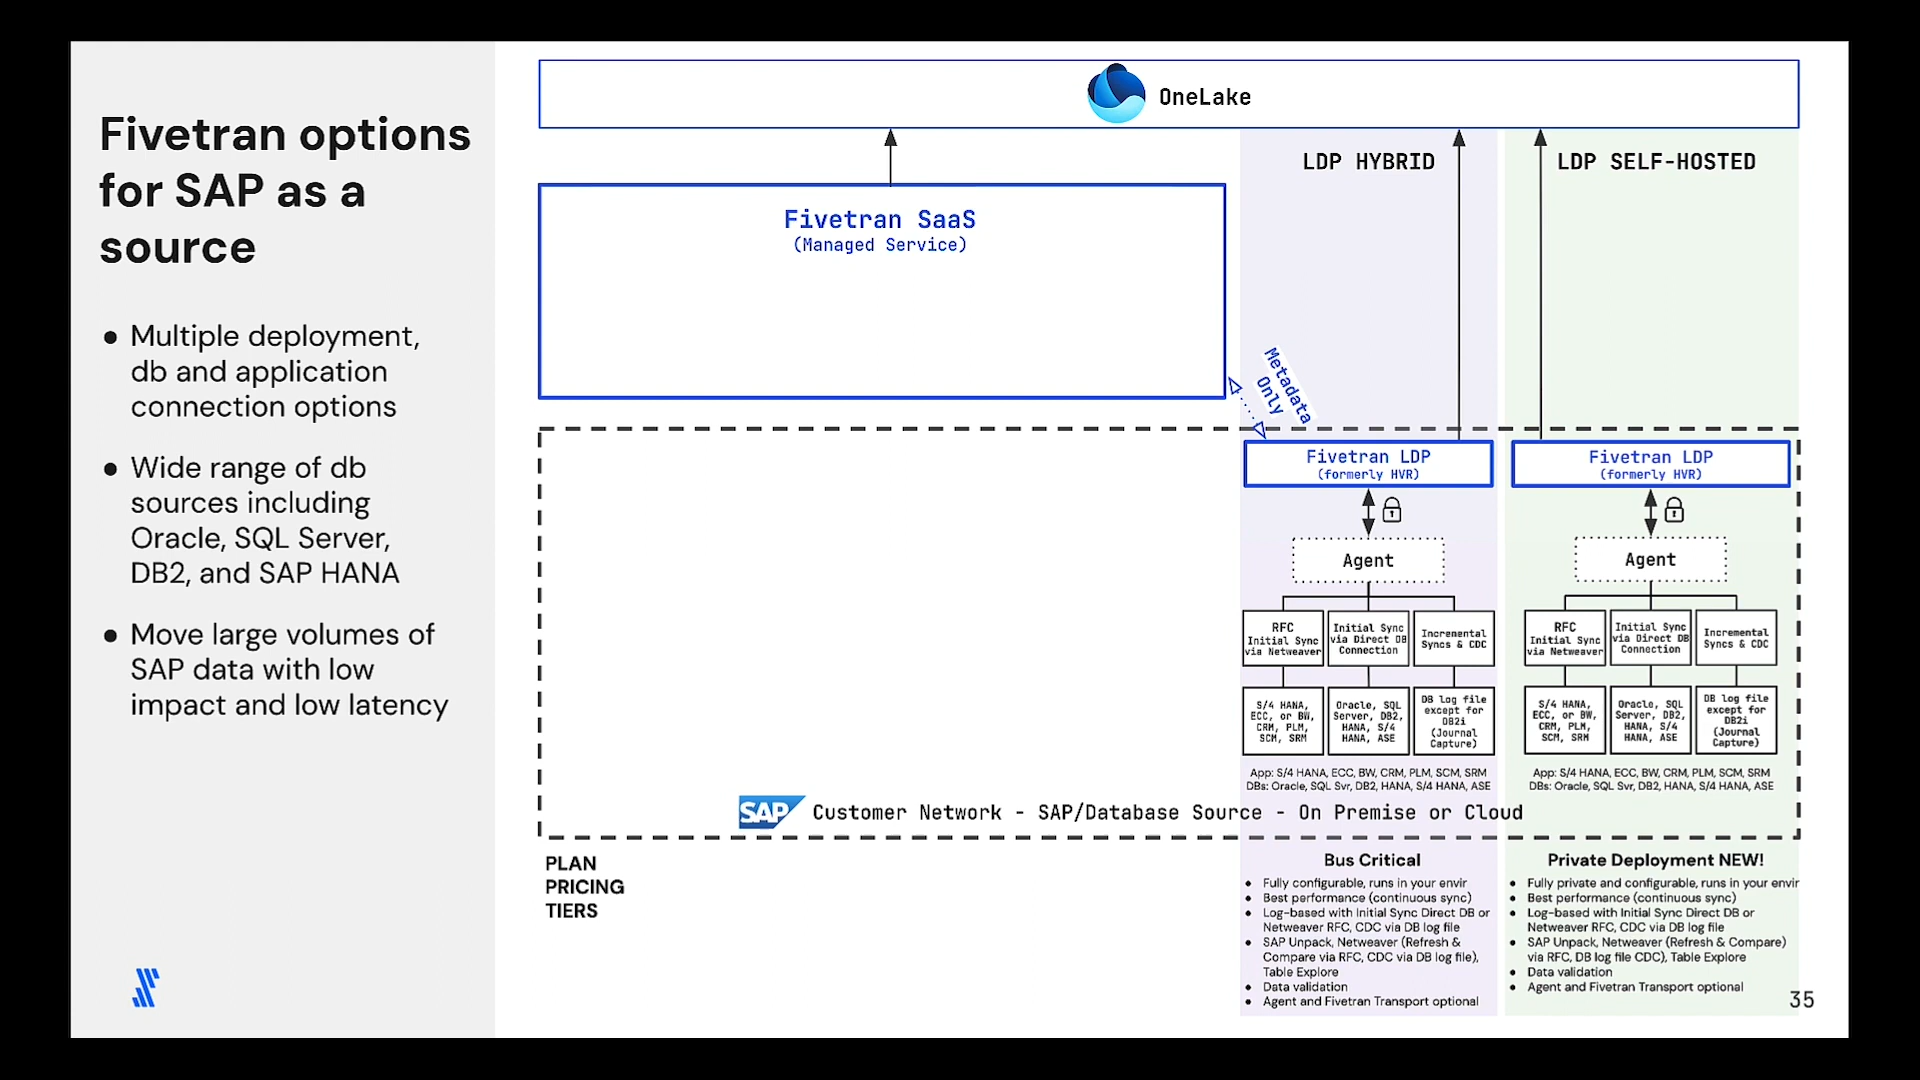 Fivetran options
for SAP as a
source
● Multiple deployment,
db and application
connection options
● Wide range of db
sources including
Oracle, SQL Server,
DB2, and SAP HANA
● Move large volumes of
SAP data with low
impact and low latency
OneLake
LDP HYBRID
LDP SELF-HOSTED
Fivetran SaaS
(Managed Service)
Metadata
Only
Fivetran LDP
(formerly HVR)
Agent
RFC
Initial Sync
via Netweaver
Initial Sync
via Direct DB
Connection
Incremental
Syncs & CDC
S/4 HANA,
ECC, or BW,
CRM, PLM,
SCM, SRM
Oracle, SQL
Server, DB2,
HANA, S/4
HANA, ASE
DB log file
except for
DB2i
(Journal
Capture)
App: S/4 HANA, ECC, BW, CRM, PLM, SCM, SRM
DBs: Oracle, SQL Svr, DB2, HANA, S/4 HANA, ASE
Fivetran LDP
(formerly HVR)
Agent
RFC
Initial Sync
via Netweaver
Initial Sync
via Direct DB
Connection
Incremental
Syncs & CDC
S/4 HANA,
ECC, or BW,
CRM, PLM,
SCM, SRM
Oracle, SQL
Server, DB2,
HANA, S/4
HANA, ASE
DB log file
except for
DB2i
(Journal
Capture)
App: S/4 HANA, ECC, BW, CRM, PLM, SCM, SRM
DBs: Oracle, SQL Svr, DB2, HANA, S/4 HANA, ASE
SAP Customer Network - SAP/Database Source - On Premise or Cloud
PLAN
PRICING
TIERS
Bus Critical
● Fully configurable, runs in your envir
● Best performance (continuous sync)
● Log-based with Initial Sync Direct DB or
Netweaver RFC, CDC via DB log file
● SAP Unpack, Netweaver (Refresh &
Compare via RFC, CDC via DB log file),
Table Explore
● Data validation
● Agent and Fivetran Transport optional
Private Deployment NEW!
● Fully private and configurable, runs in your envir
● Best performance (continuous sync)
● Log-based with Initial Sync Direct DB or
Netweaver RFC, CDC via DB log file
● SAP Unpack, Netweaver (Refresh & Compare)
via RFC, DB log file CDC), Table Explore
● Data validation
● Agent and Fivetran Transport optional
35